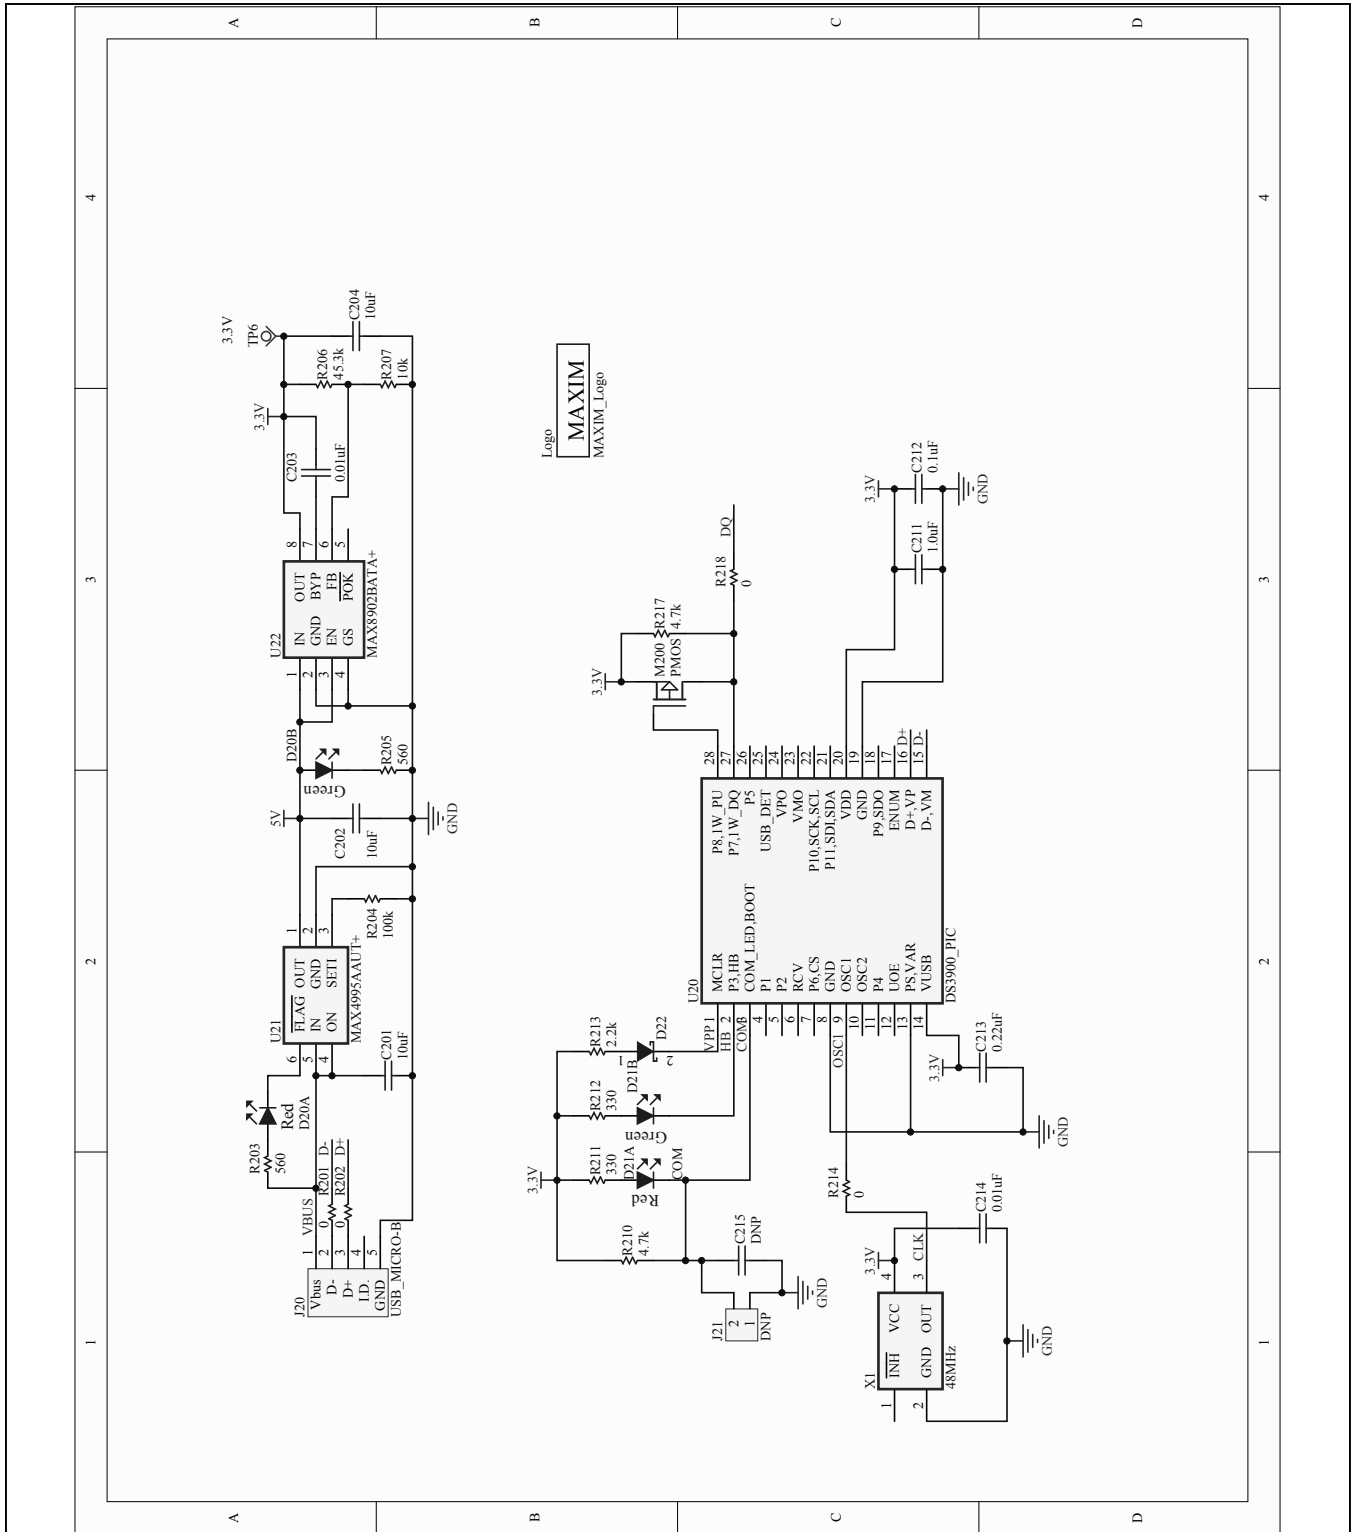 A
B
C
D
4
4
3
3
2
2
1
1
A
B
C
D
J20
Vbus
D-
D+
I.D.
GND
USB_MICRO-B
1
2
3
4
5
VBUS
0
R201
D-
0
R202
D+
R203
560
Red
D20A
6
5
4
U21
FLAG
IN
ON
OUT
GND
SETI
MAX4995AAUT+
1
2
3
C201
10uF
R204
100k
5V
C202
10uF
GND
D20B
Green
R205
560
1
2
3
4
U22
IN
GND
EN
GS
OUT
BYP
FB
POK
MAX8902BATA+
8
7
6
5
C203
0.01uF
3.3V
R206
45.3k
R207
10k
3.3V
TP6
C204
10uF
Logo
MAXIM
MAXIM_Logo
3.3V
R210
4.7k
R211
330
D21A
Red
COM
R212
330
D21B
Green
R213
2.2k
1
D22
2
J21
2
1
DNP
C215
DNP
GND
VPP
HB
COM
1
2
3
4
5
6
7
8
9
10
11
12
13
14
OSC1
U20
MCLR
P3,HB
COM_LED,BOOT
P1
P2
RCV
P6,CS
GND
OSC1
OSC2
P4
UOE
PS,VAR
VUSB
P8,1W_PU
P7,1W_DQ
P5
USB_DET
VPO
VMO
P10,SCK,SCL
P11,SDI,SDA
VDD
GND
P9,SDO
ENUM
D+,VP
D-,VM
DS3900_PIC
28
27
26
25
24
23
22
21
20
19
18
17
16
15
D+
D-
3.3V
M200
PMOS
R217
4.7k
R218
0
DQ
3.3V
C211
1.0uF
C212
0.1uF
GND
3.3V
C213
0.22uF
GND
R214
0
X1
INH
VCC
GND
OUT
48MHz
1
2
4
3
3.3V
CLK
C214
0.01uF
GND